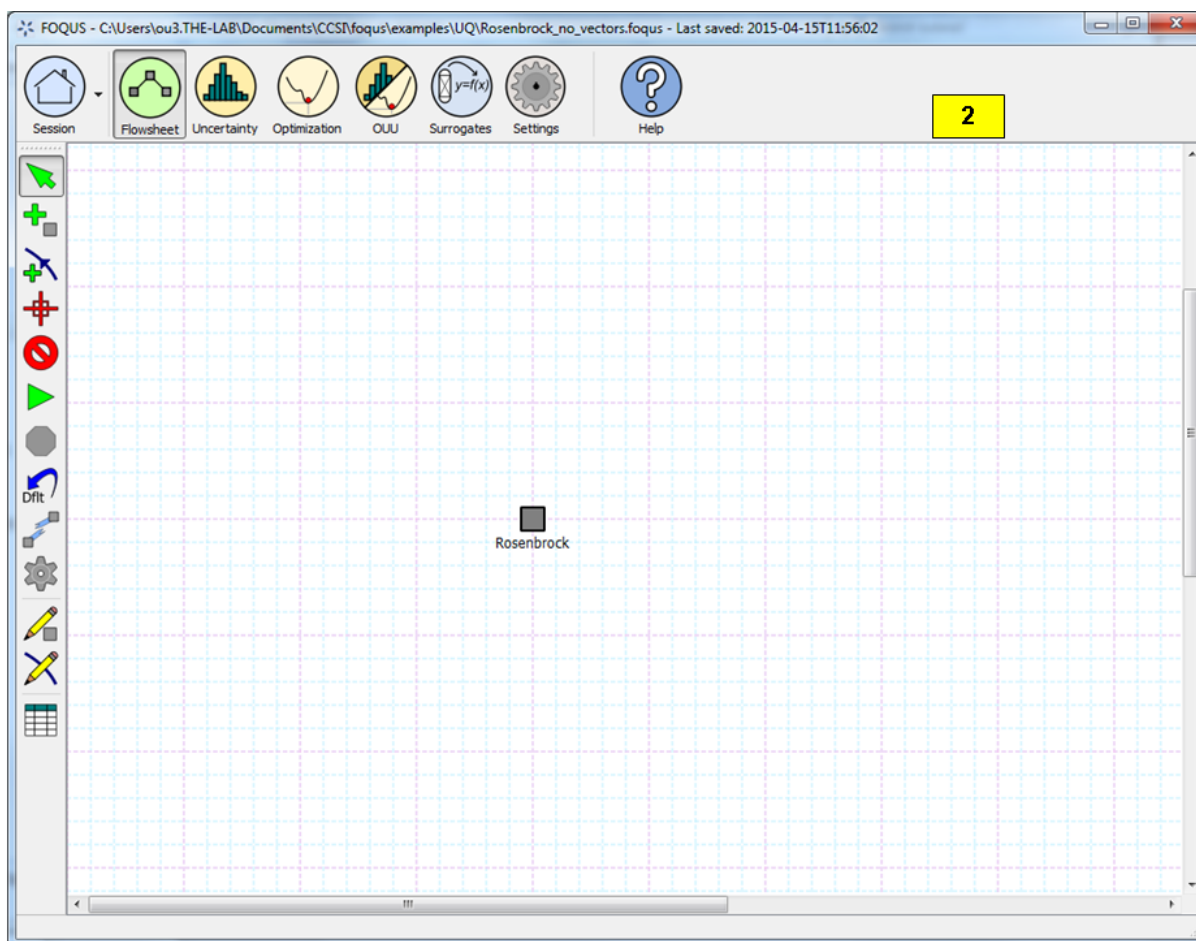 FOQUS - C:\Users\ou3.THE-LAB\Documents\CCSI\foqus\examples\UQ\Rosenbrock_no_vectors.foqus - Last saved: 2015-04-15T11:56:02
y=f(x)
Session Flowsheet Uncertainty Optimization OUU Surrogates Settings Help
2
Dflt
Rosenbrock